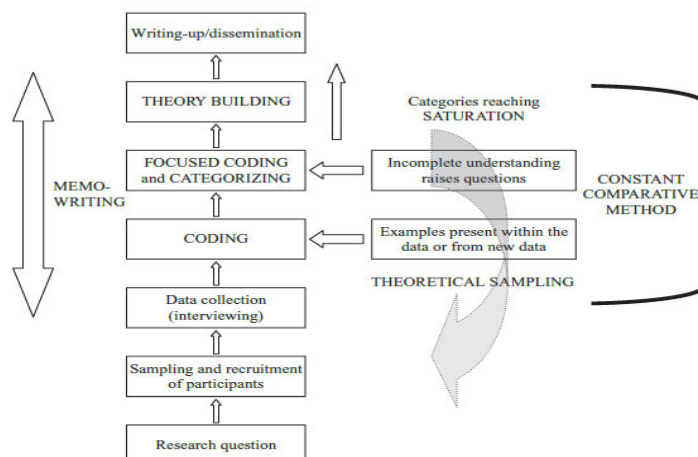 Writing-up/dissemination
THEORY BUILDING
Categories reaching
SATURATION
FOCUSED CODING
and CATEGORIZING
Incomplete understanding
raises questions
MEMO-
WRITING
CONSTANT
COMPARATIVE
METHOD
CODING
Examples present within the
data or from new data
THEORETICAL SAMPLING
Data collection
(interviewing)
Sampling and recruitment
of participants
Research question